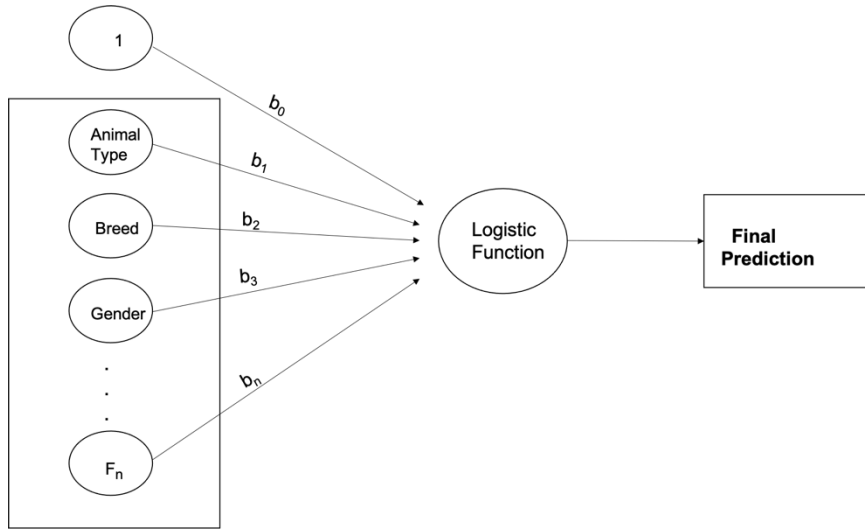 1
b₀
Animal
Type
b₁
Breed
b₂
Gender
b₃
.
.
.
Fₙ
bₙ
Logistic
Function
Final
Prediction